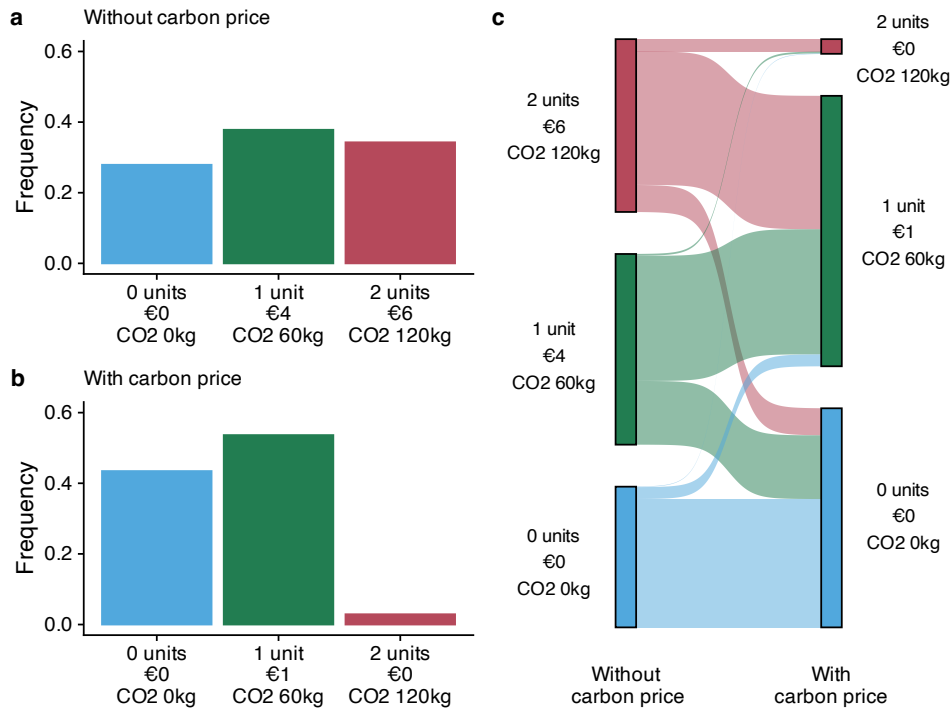 a
Without carbon price
Frequency
0.6
0.4
0.2
0.0
0 units
€0
CO2 0kg
1 unit
€4
CO2 60kg
2 units
€6
CO2 120kg
b
With carbon price
Frequency
0.6
0.4
0.2
0.0
0 units
€0
CO2 0kg
1 unit
€1
CO2 60kg
2 units
€0
CO2 120kg
c
2 units
€6
CO2 120kg
1 unit
€4
CO2 60kg
0 units
€0
CO2 0kg
2 units
€0
CO2 120kg
1 unit
€1
CO2 60kg
0 units
€0
CO2 0kg
Without
carbon price
With
carbon price